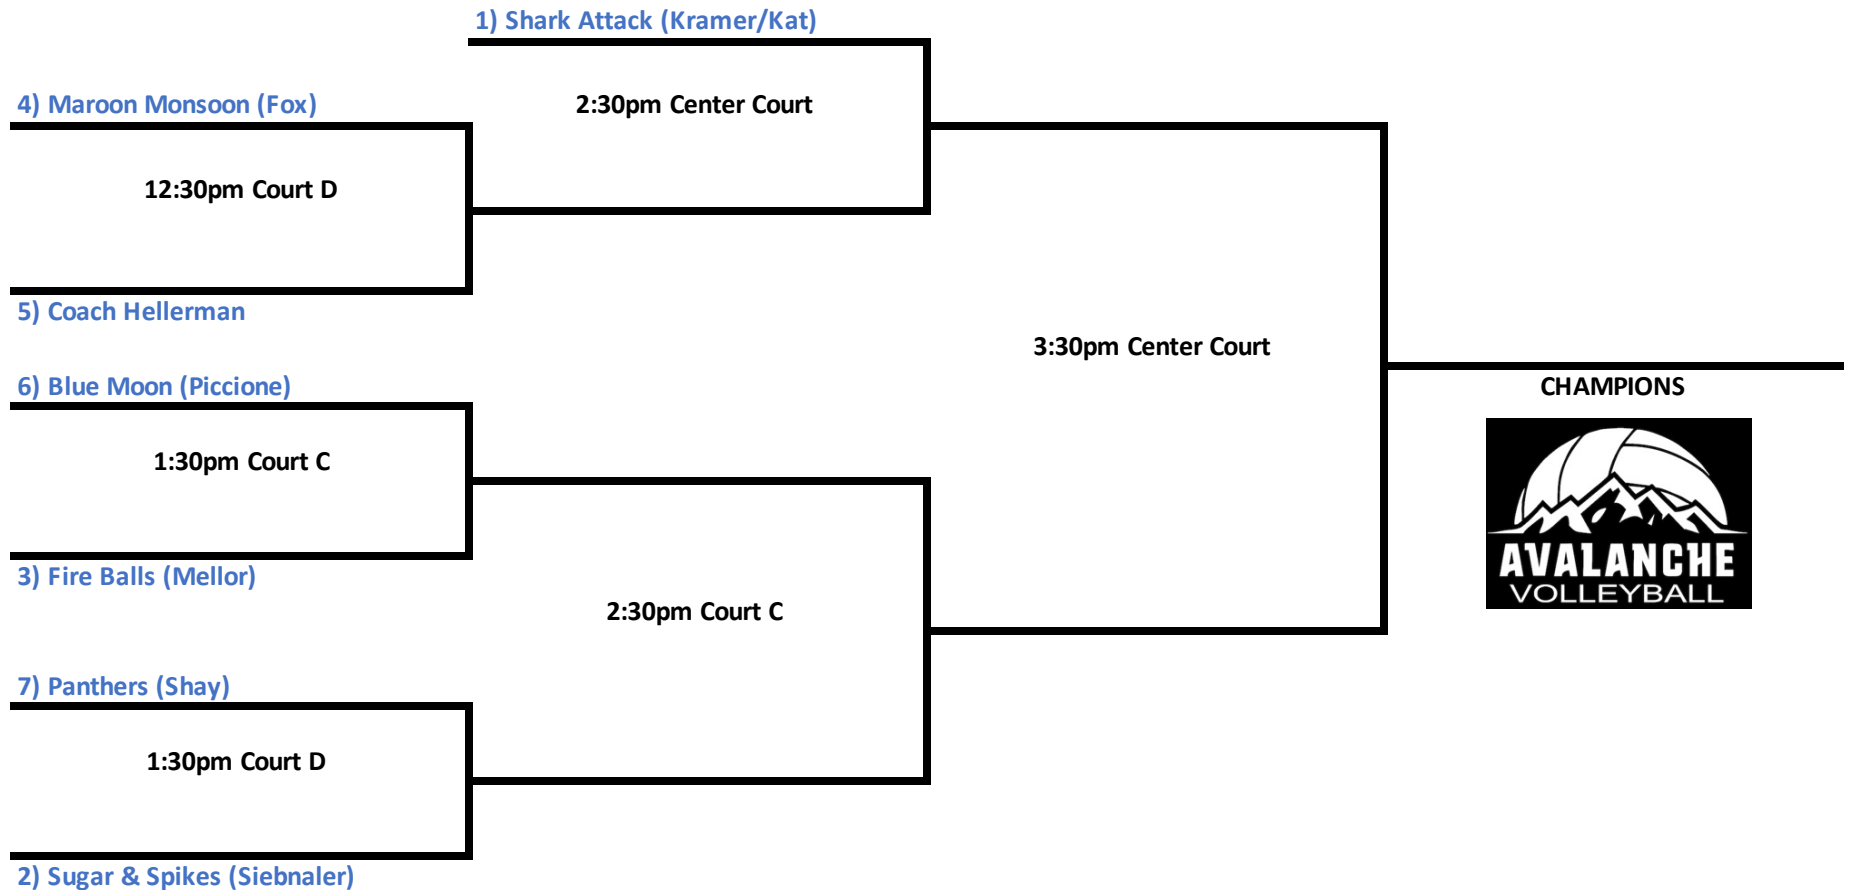 1) Shark Attack (Kramer/Kat)
4) Maroon Monsoon (Fox)
2:30pm Center Court
12:30pm Court D
5) Coach Hellerman
3:30pm Center Court
6) Blue Moon (Piccione)
CHAMPIONS
1:30pm Court C
AVALANCHE
VOLLEYBALL
3) Fire Balls (Mellor)
2:30pm Court C
7) Panthers (Shay)
1:30pm Court D
2) Sugar & Spikes (Siebnaler)